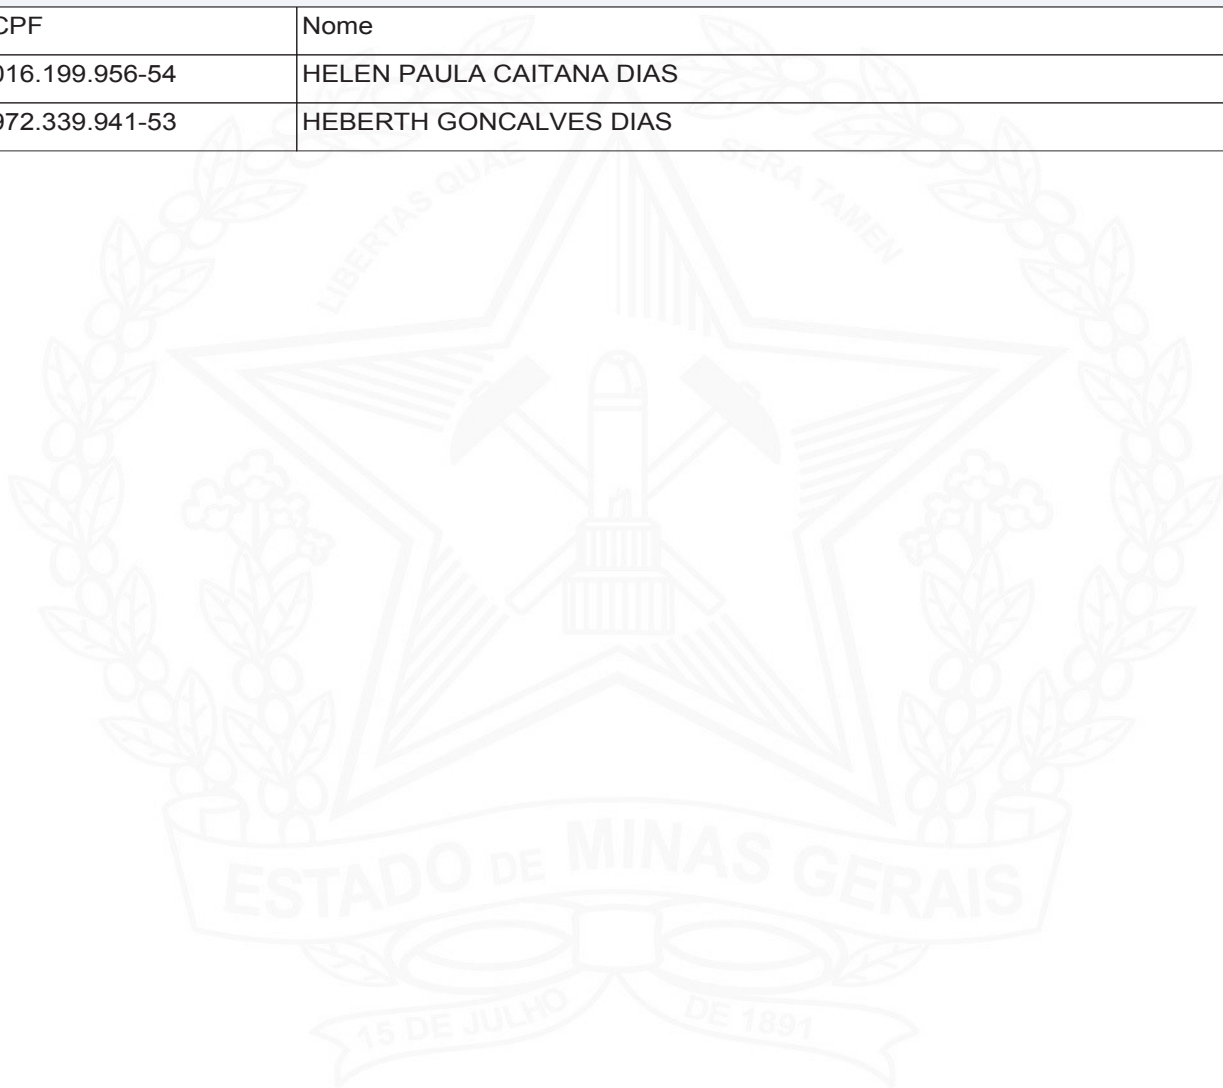 CPF Nome
016.199.956-54 HELEN PAULA CAITANA DIAS
972.339.941-53 HEBERTH GONCALVES DIAS
LIBERTAS QUAE SERA TAMEN
ESTADO DE MINAS GERAIS
15 DE JULHO DE 1891